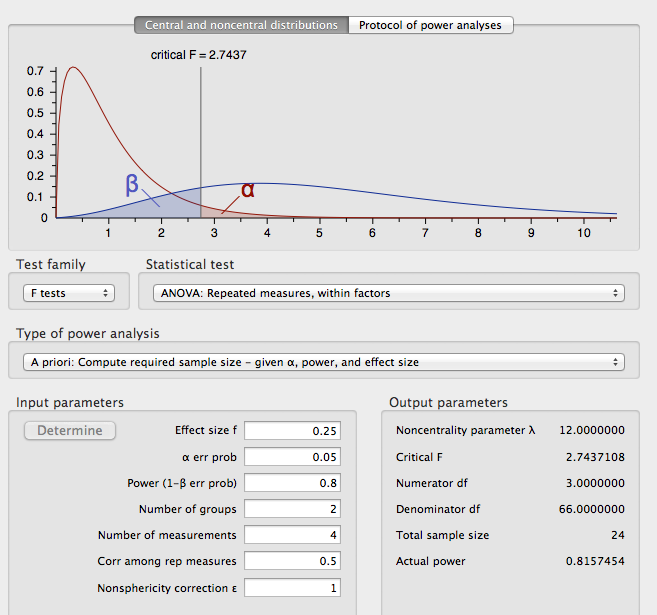 Central and noncentral distributions Protocol of power analyses
critical F = 2.7437
0.7
0.6
0.5
0.4
0.3
0.2
0.1
0
β
α
1 2 3 4 5 6 7 8 9 10
Test family Statistical test
F tests ANOVA: Repeated measures, within factors
Type of power analysis
A priori: Compute required sample size – given α, power, and effect size
Input parameters
Determine
Effect size f 0.25
α err prob 0.05
Power (1-β err prob) 0.8
Number of groups 2
Number of measurements 4
Corr among rep measures 0.5
Nonsphericity correction ε 1
Output parameters
Noncentrality parameter λ 12.0000000
Critical F 2.7437108
Numerator df 3.0000000
Denominator df 66.0000000
Total sample size 24
Actual power 0.8157454